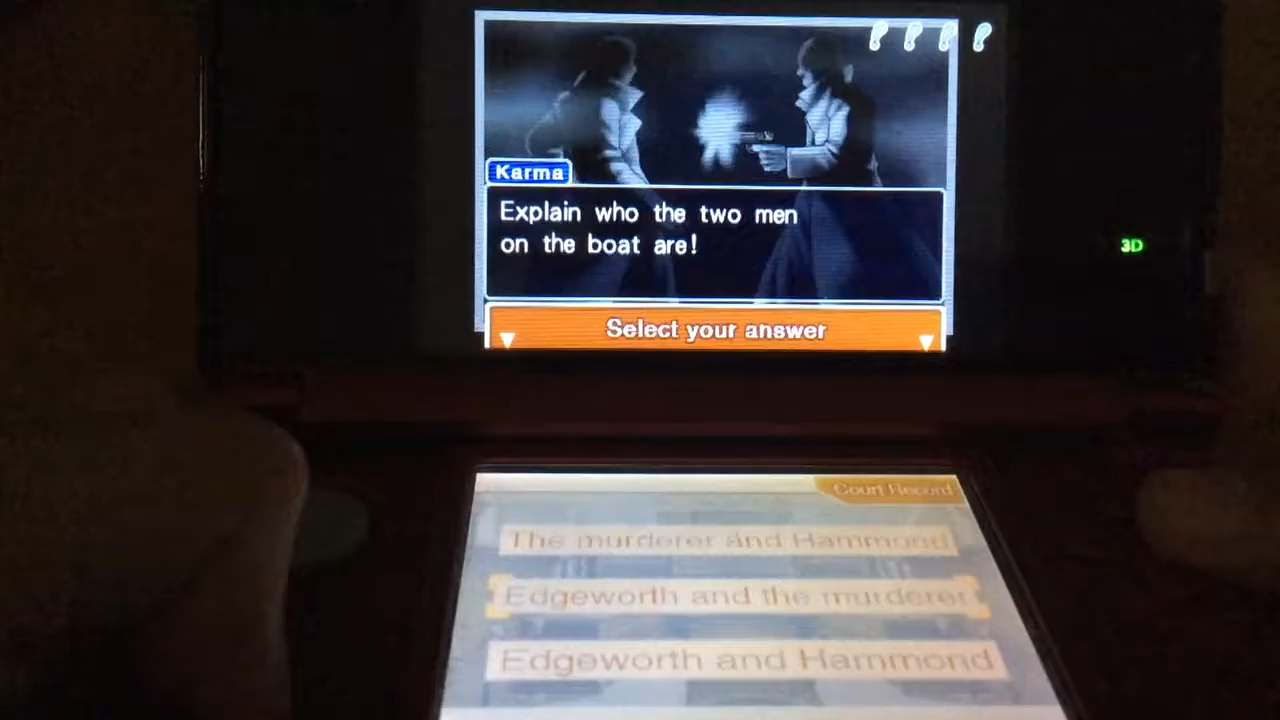 Karma
Explain who the two men
on the boat are!
3D
Select your answer
Court Record
The murderer and Hammond
Edgeworth and the murderer
Edgeworth and Hammond